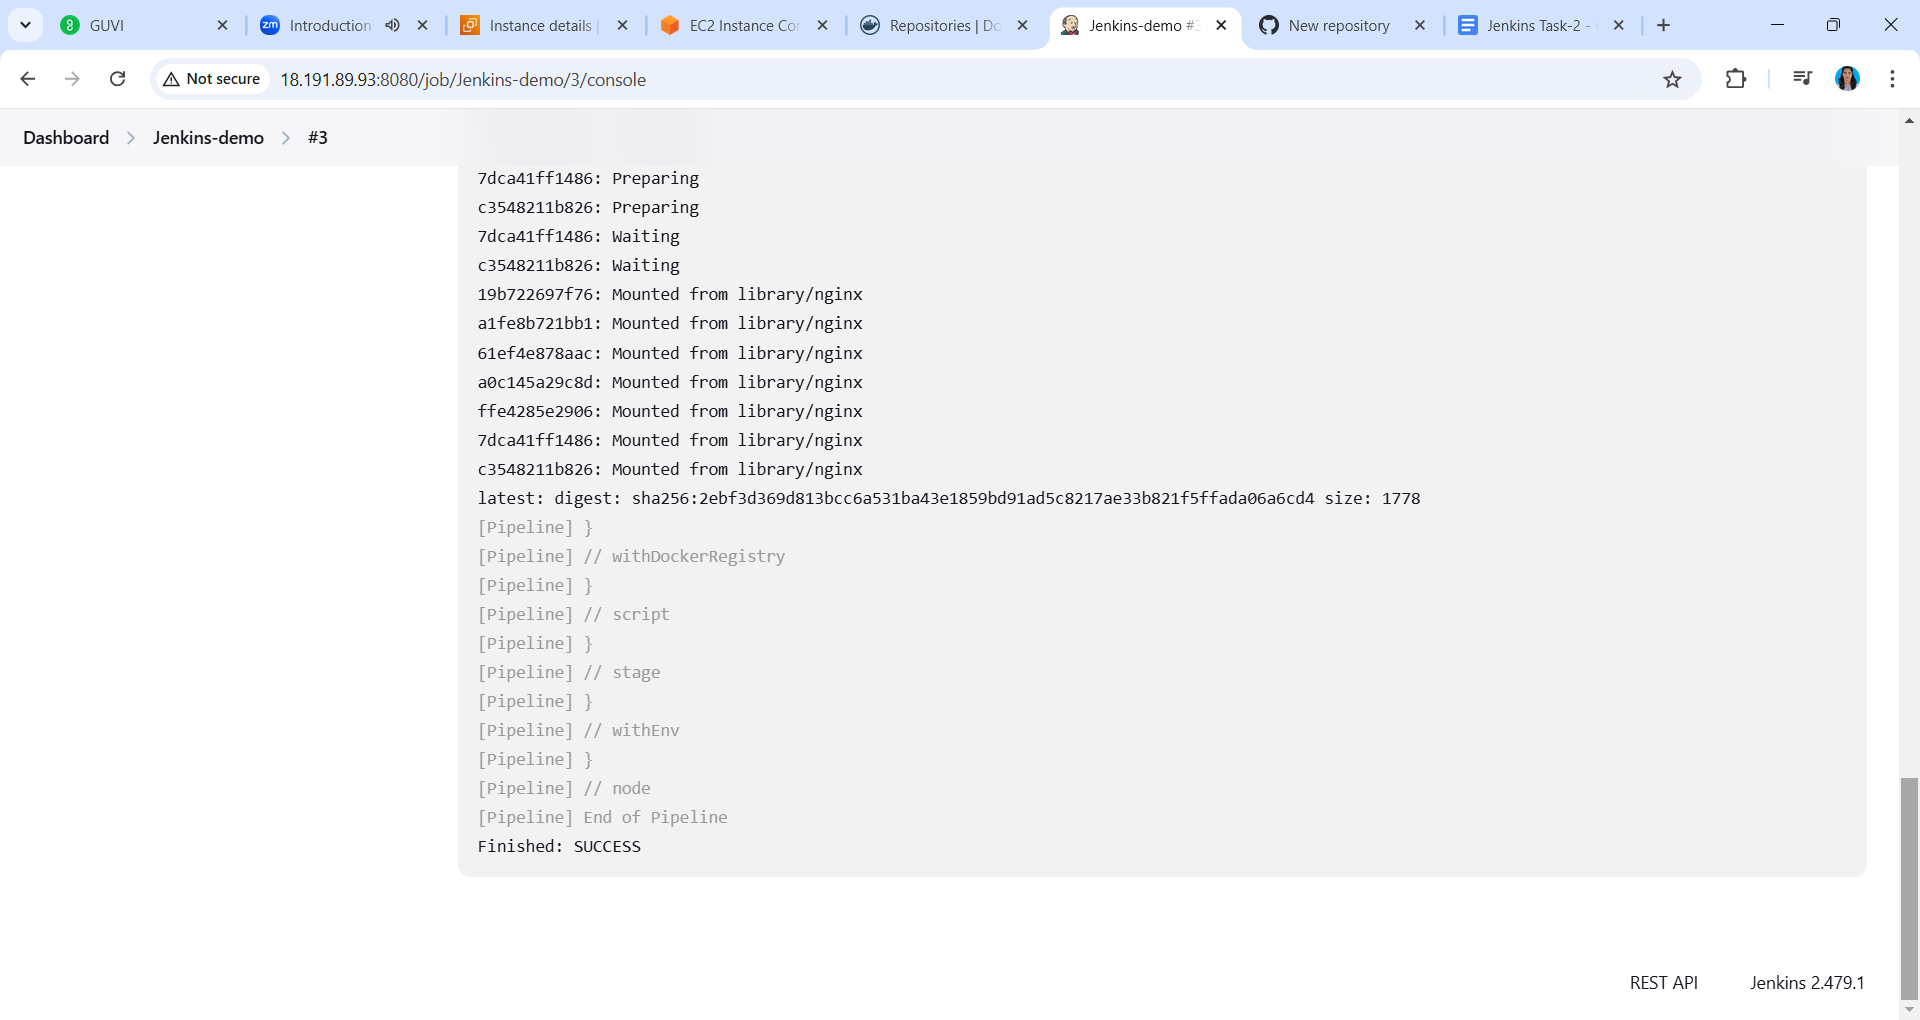 GUVI
zm Introduction
Instance details
EC2 Instance Cor
Repositories | Do
Jenkins-demo #3
New repository
Jenkins Task-2 -
Not secure
18.191.89.93:8080/job/Jenkins-demo/3/console
Dashboard > Jenkins-demo > #3
7dca41ff1486: Preparing
c3548211b826: Preparing
7dca41ff1486: Waiting
c3548211b826: Waiting
19b722697f76: Mounted from library/nginx
a1fe8b721bb1: Mounted from library/nginx
61ef4e878aac: Mounted from library/nginx
a0c145a29c8d: Mounted from library/nginx
ffe4285e2906: Mounted from library/nginx
7dca41ff1486: Mounted from library/nginx
c3548211b826: Mounted from library/nginx
latest: digest: sha256:2ebf3d369d813bcc6a531ba43e1859bd91ad5c8217ae33b821f5ffada06a6cd4 size: 1778
[Pipeline] }
[Pipeline] // withDockerRegistry
[Pipeline] }
[Pipeline] // script
[Pipeline] }
[Pipeline] // stage
[Pipeline] }
[Pipeline] // withEnv
[Pipeline] }
[Pipeline] // node
[Pipeline] End of Pipeline
Finished: SUCCESS
REST API
Jenkins 2.479.1